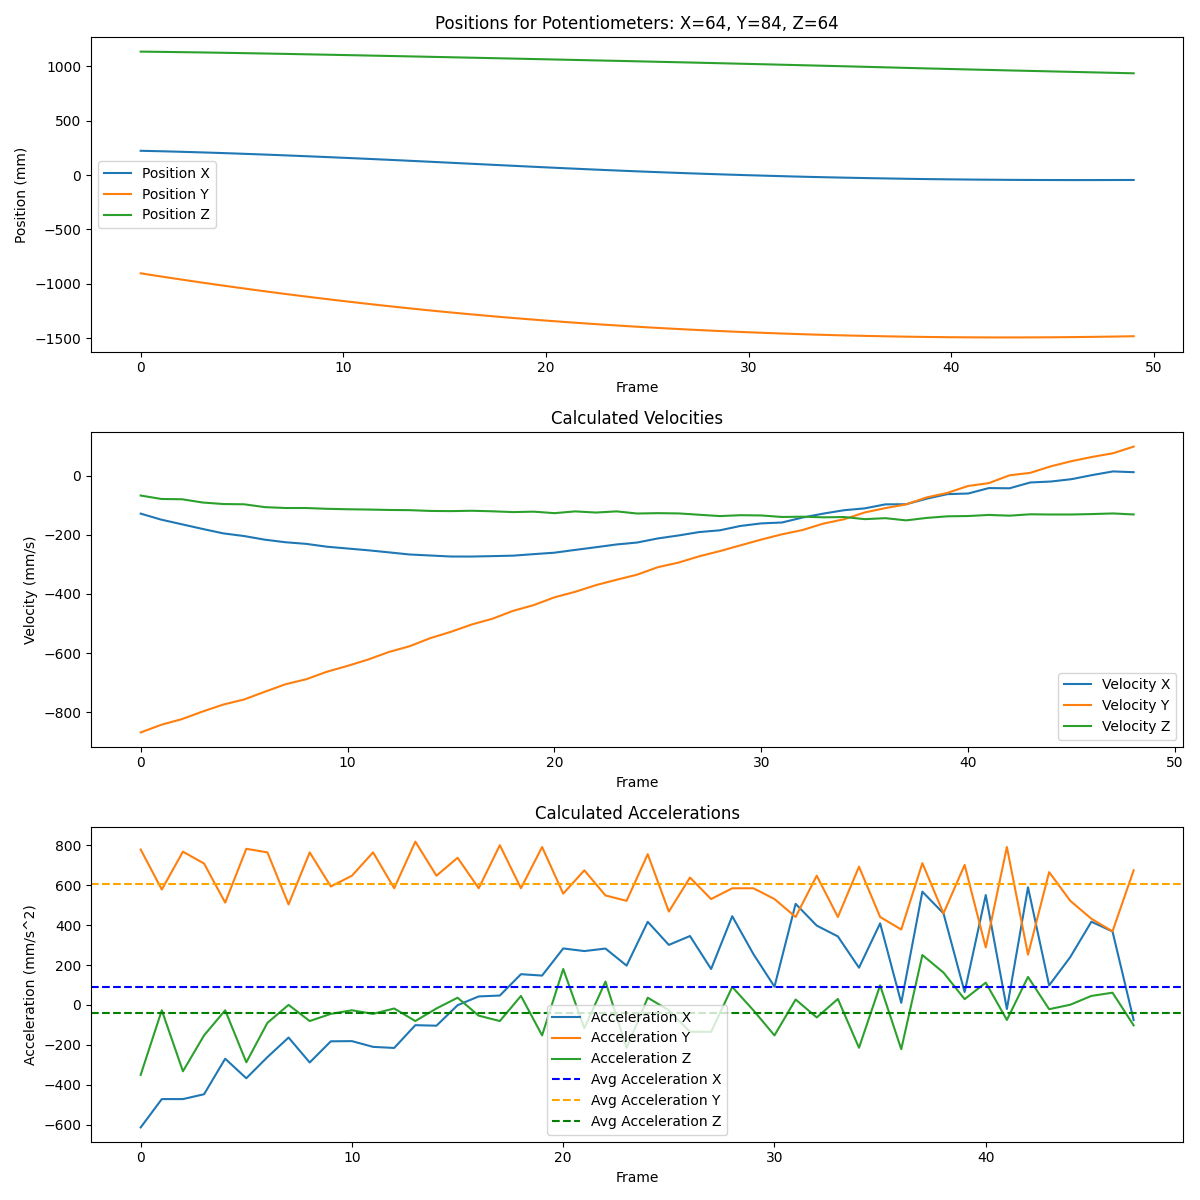 Positions for Potentiometers: X=64, Y=84, Z=64
1000
500
0
−500
−1000
−1500
Position (mm)
Position X
Position Y
Position Z
0 10 20 30 40 50
Frame
Calculated Velocities
0
−200
−400
−600
−800
Velocity (mm/s)
Velocity X
Velocity Y
Velocity Z
0 10 20 30 40 50
Frame
Calculated Accelerations
800
600
400
200
0
−200
−400
−600
Acceleration (mm/s^2)
Acceleration X
Acceleration Y
Acceleration Z
Avg Acceleration X
Avg Acceleration Y
Avg Acceleration Z
0 10 20 30 40
Frame